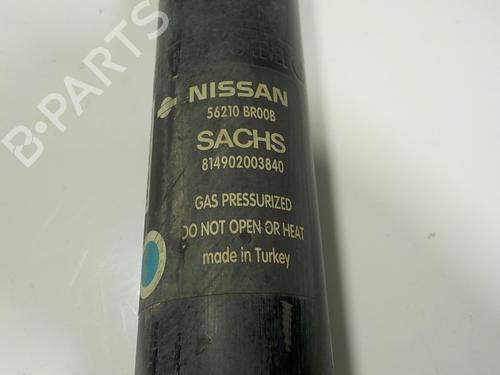 NISSAN
56210 BR00B
SACHS
814902003840
GAS PRESSURIZED
DO NOT OPEN OR HEAT
made in Turkey
B-PARTS